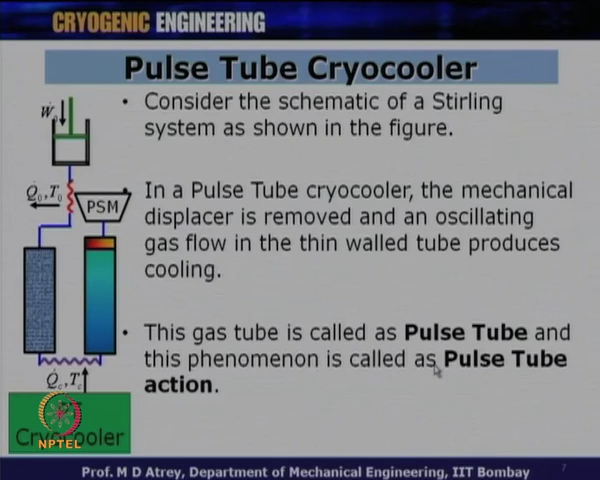 CRYOGENIC ENGINEERING
Pulse Tube Cryocooler
• Consider the schematic of a Stirling
system as shown in the figure.
• In a Pulse Tube cryocooler, the mechanical
displacer is removed and an oscillating
gas flow in the thin walled tube produces
cooling.
• This gas tube is called as Pulse Tube and
this phenomenon is called as Pulse Tube
action.
Q̇₀,T₀
PSM
Q̇c,Tc
Cryocooler
NPTEL
Prof. M D Atrey, Department of Mechanical Engineering, IIT Bombay
7